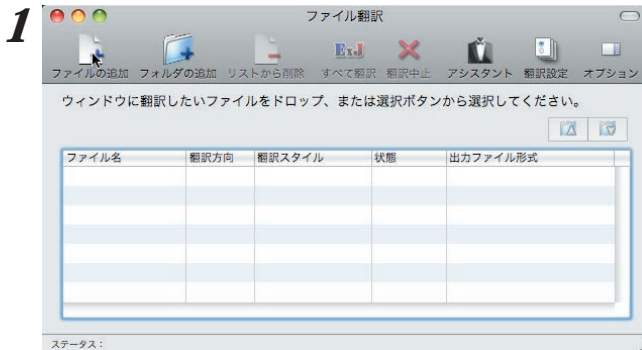 1
ファイル翻訳
ExJ
ファイルの追加 フォルダの追加 リストから削除 すべて翻訳 翻訳中止 アシスタント 翻訳設定 オプション
ウィンドウに翻訳したいファイルをドロップ、または選択ボタンから選択してください。
ファイル名 翻訳方向 翻訳スタイル 状態 出力ファイル形式
ステータス：